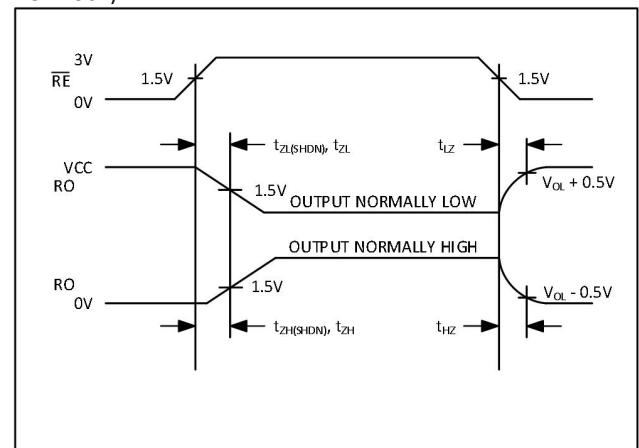 3V
RE
1.5V
1.5V
0V
tZL(SHDN), tZL
tLZ
VCC
RO
1.5V
VOL + 0.5V
OUTPUT NORMALLY LOW
OUTPUT NORMALLY HIGH
RO
1.5V
VOL - 0.5V
0V
tZH(SHDN), tZH
tHZ